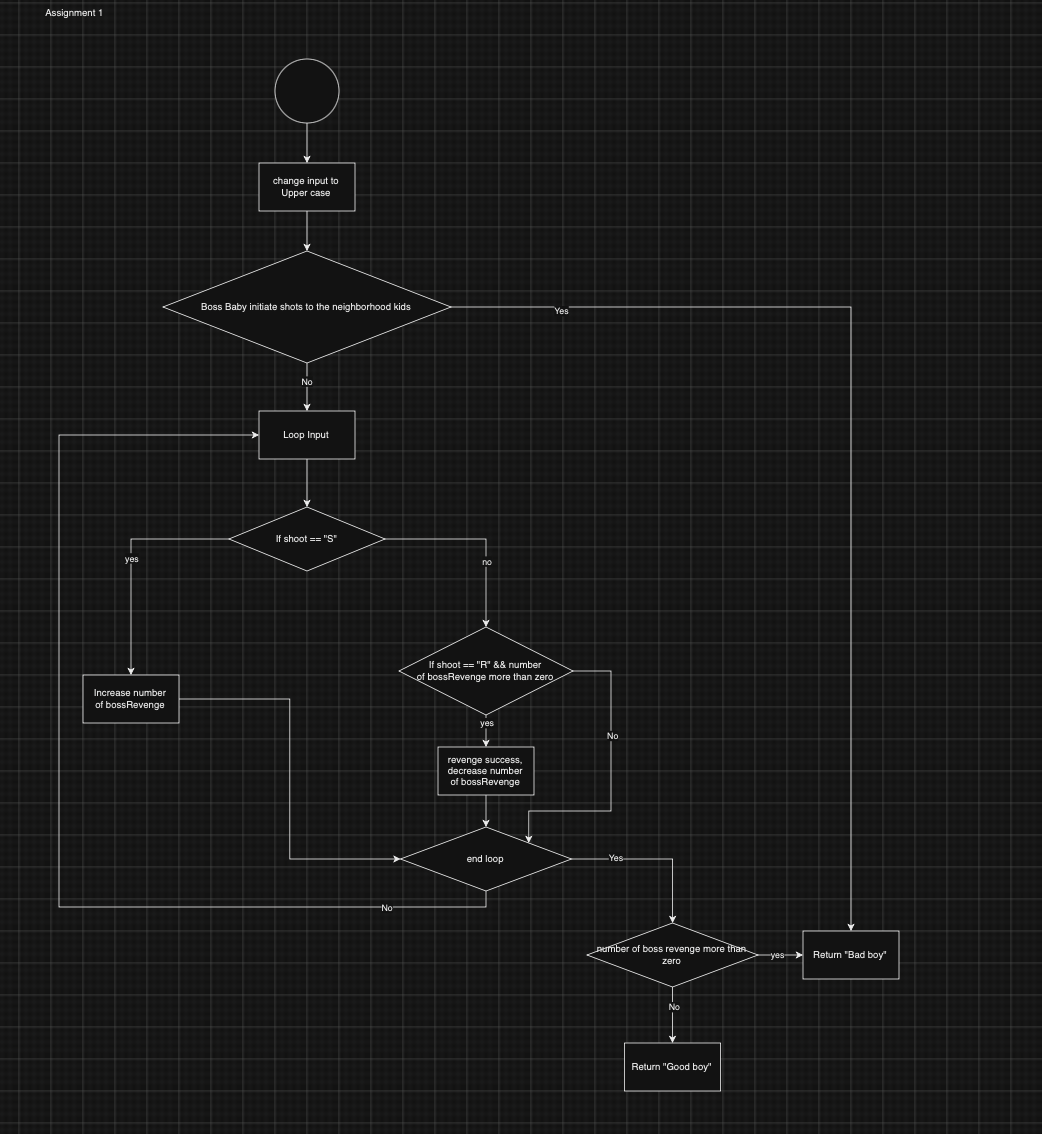 Assignment 1
change input to
Upper case
Boss Baby initiate shots to the neighborhood kids
Yes
No
Loop Input
If shoot == "S"
yes
no
If shoot == "R" && number
of bossRevenge more than zero
Increase number
of bossRevenge
yes
No
revenge success,
decrease number
of bossRevenge
end loop
Yes
No
number of boss revenge more than
zero
yes
Return "Bad boy"
No
Return "Good boy"